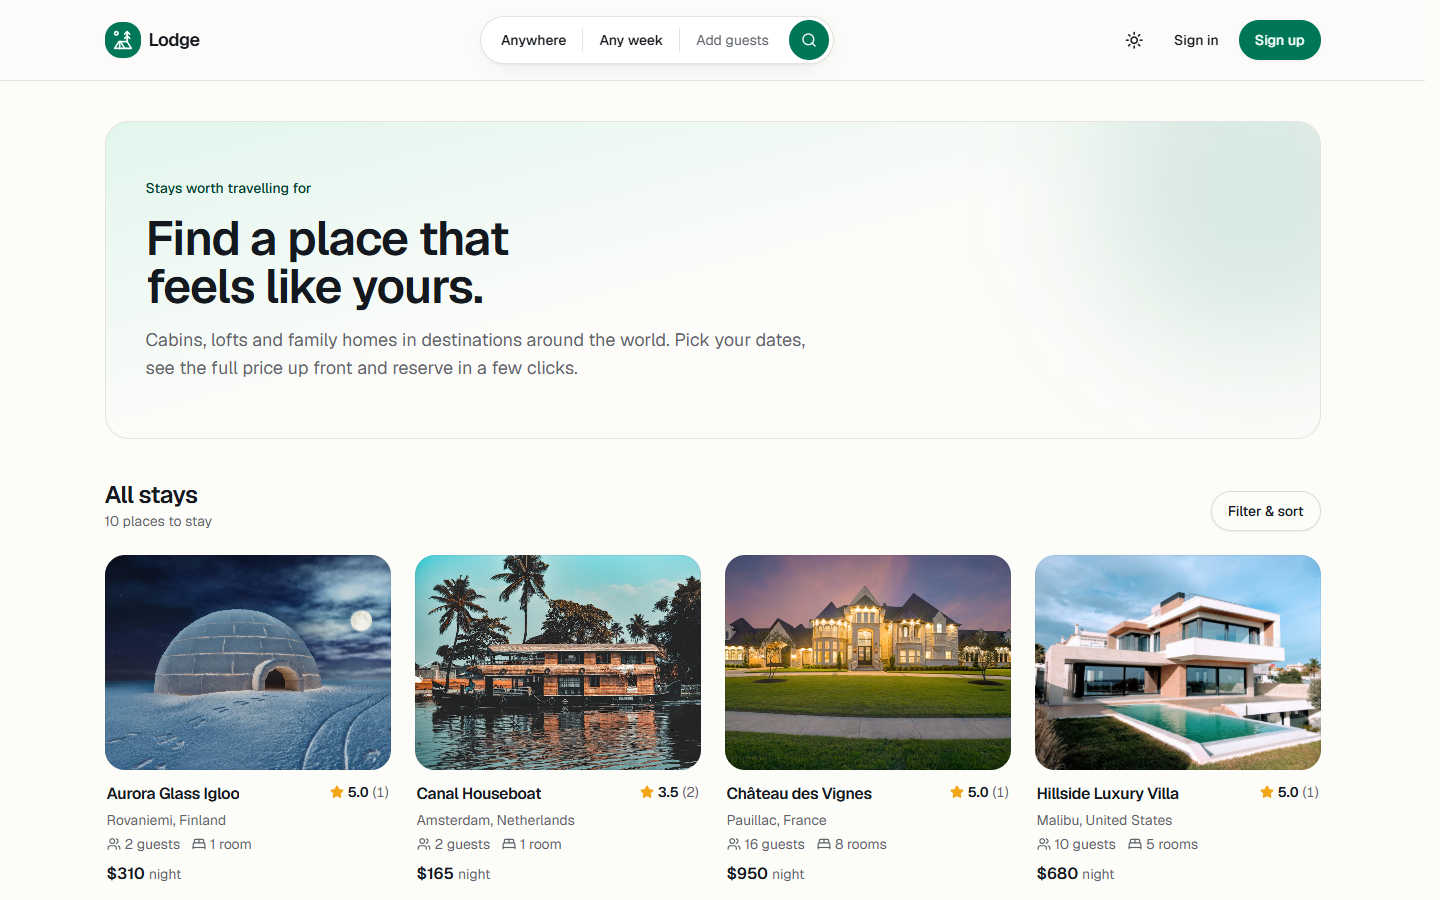 Lodge
Anywhere
Any week
Add guests
Sign in
Sign up
Stays worth travelling for
Find a place that
feels like yours.
Cabins, lofts and family homes in destinations around the world. Pick your dates,
see the full price up front and reserve in a few clicks.
All stays
10 places to stay
Filter & sort
Aurora Glass Igloo
5.0 (1)
Rovaniemi, Finland
2 guests 1 room
$310 night
Canal Houseboat
3.5 (2)
Amsterdam, Netherlands
2 guests 1 room
$165 night
Château des Vignes
5.0 (1)
Pauillac, France
16 guests 8 rooms
$950 night
Hillside Luxury Villa
5.0 (1)
Malibu, United States
10 guests 5 rooms
$680 night